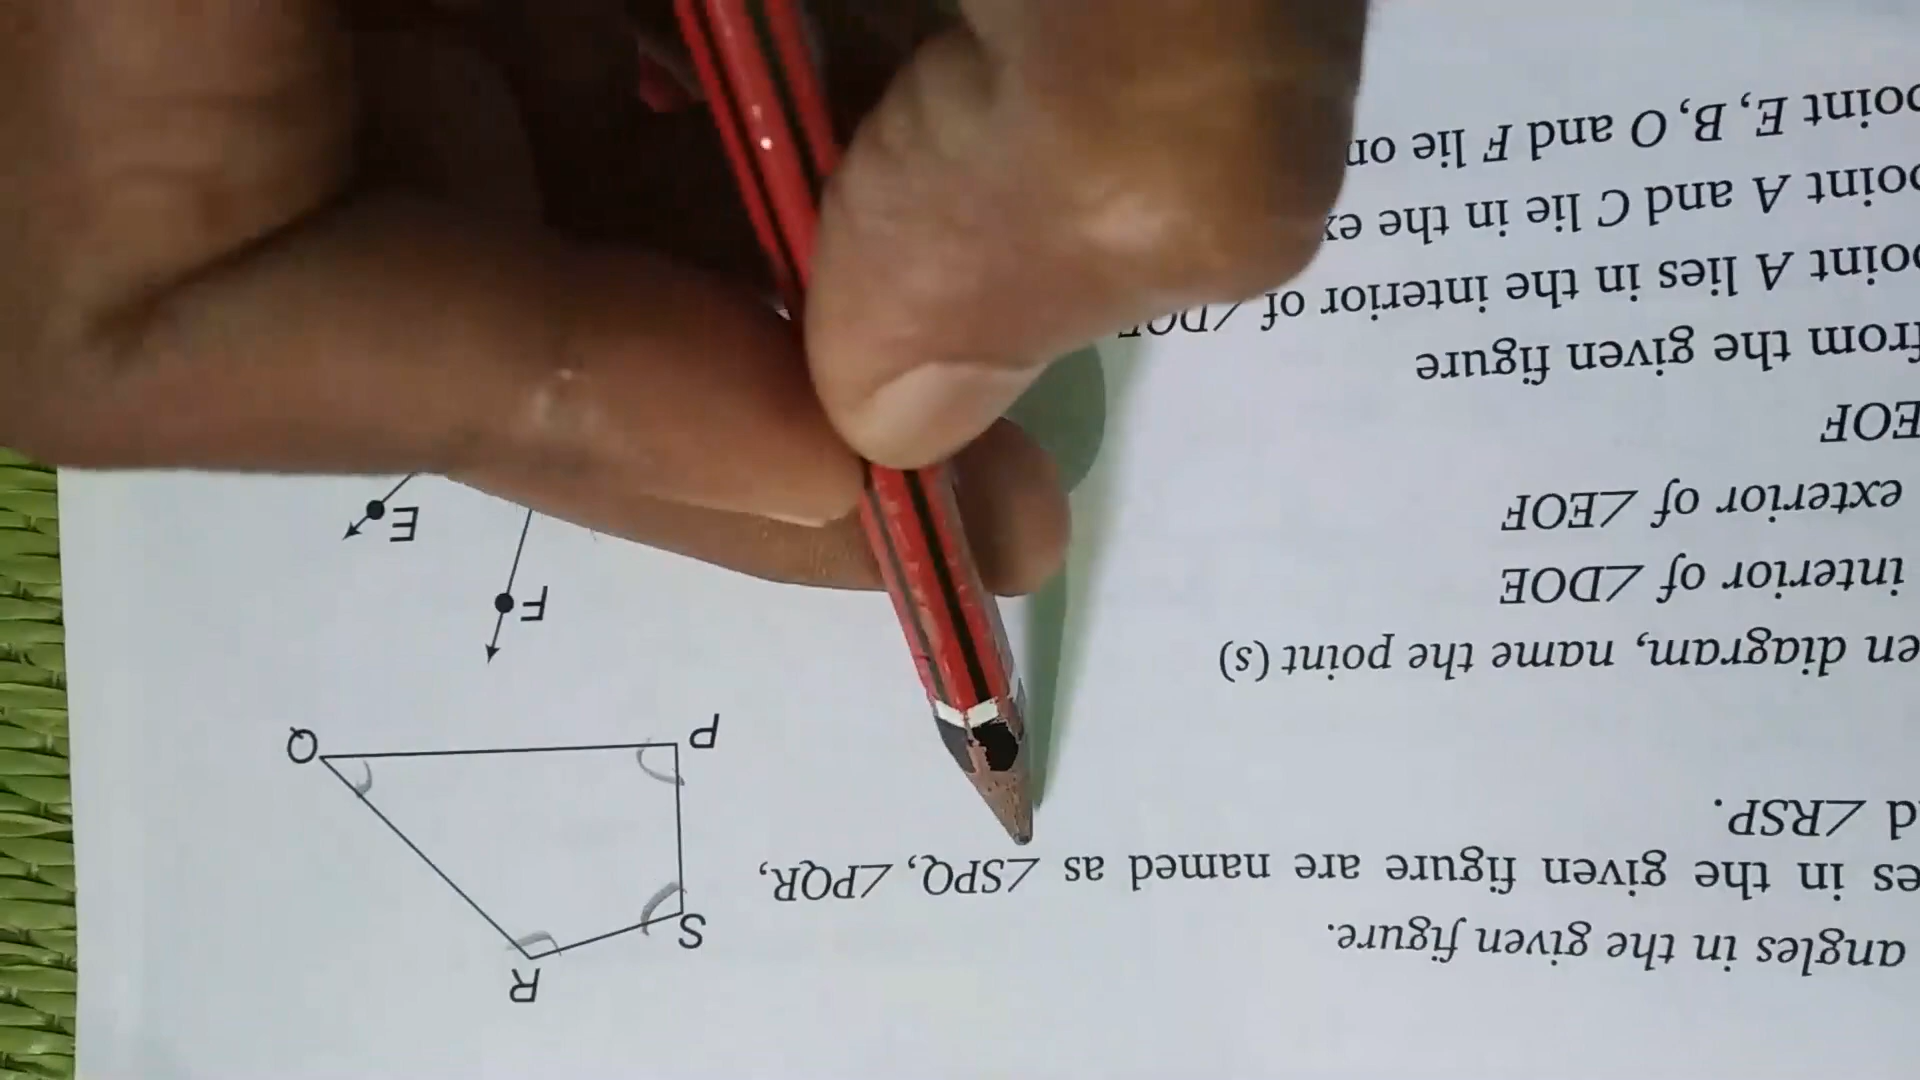 angles in the given figure.
es in the given figure are named as ∠SPQ, ∠PQR,
d ∠RSP.
en diagram, name the point (s)
interior of ∠DOE
exterior of ∠EOF
EOF
from the given figure
point A lies in the interior of ∠DOE
point A and C lie in the ex
point E, B, O and F lie on
R
S
P
Q
F
E